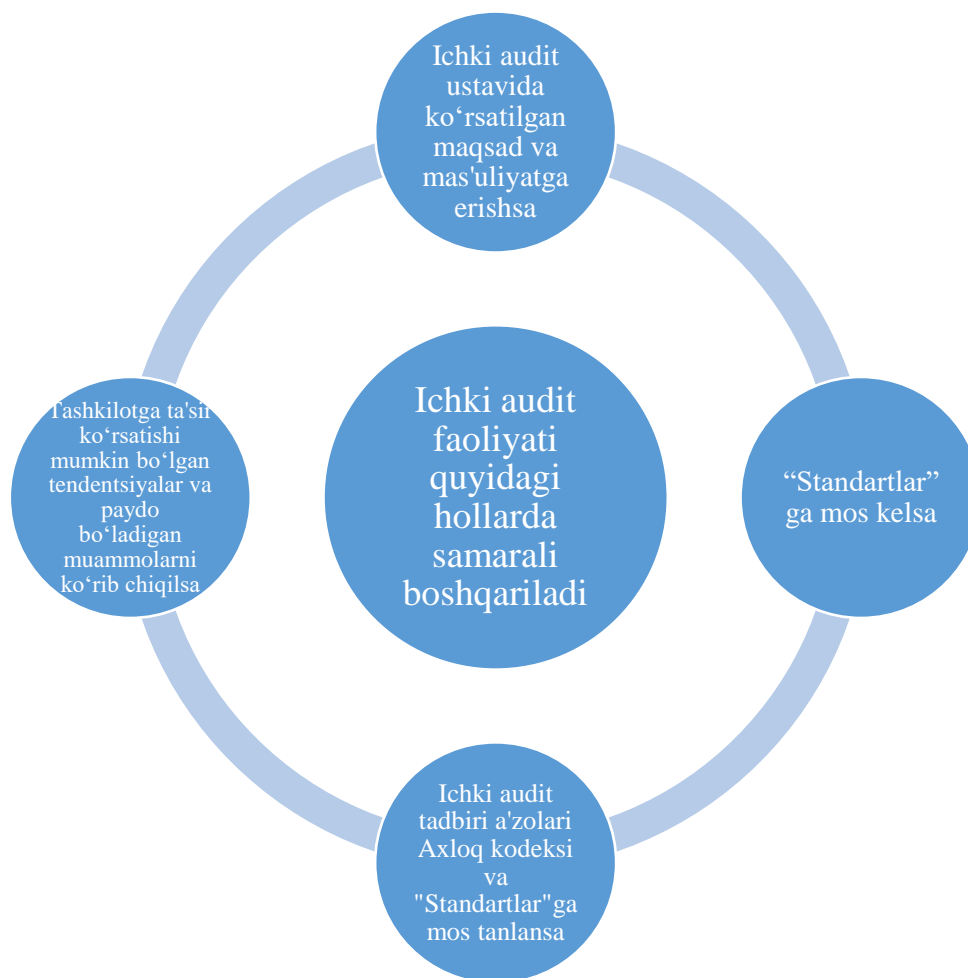 Ichki audit
ustavida
ko‘rsatilgan
maqsad va
mas'uliyatga
erishsa
Tashkilotga ta'sir
ko‘rsatishi
mumkin bo‘lgan
tendentsiyalar va
paydo
bo‘ladigan
muammolarni
ko‘rib chiqilsa
Ichki audit
faoliyati
quyidagi
hollarda
samarali
boshqariladi
“Standartlar”
ga mos kelsa
Ichki audit
tadbiri a'zolari
Axloq kodeksi
va
"Standartlar"ga
mos tanlansa